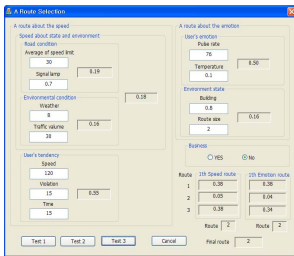 A Route Selection
A route about the speed
Speed about state and environment
Road condition
Average of speed limit
30
Signal lamp
0.7
0.19
Environmental condition
Weather
8
Traffic volume
38
0.16
0.18
User's tendency
Speed
120
Violation
15
Time
15
0.55
A route about the emotion
User's emotion
Pulse rate
76
Temperature
0.1
0.50
Environment state
Building
0.8
Route size
2
0.16
Business
YES
No
Route
1th Speed route
1th Emotion route
1
0.38
0.38
2
0.05
0.04
3
0.38
0.34
Route 2
Route 2
Final route 2
Test 1
Test 2
Test 3
Cancel